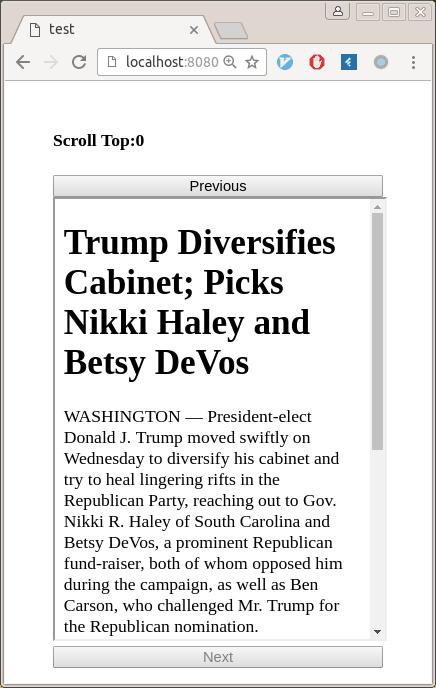 test
localhost:8080
Scroll Top:0
Previous
Trump Diversifies
Cabinet; Picks
Nikki Haley and
Betsy DeVos
WASHINGTON — President-elect
Donald J. Trump moved swiftly on
Wednesday to diversify his cabinet and
try to heal lingering rifts in the
Republican Party, reaching out to Gov.
Nikki R. Haley of South Carolina and
Betsy DeVos, a prominent Republican
fund-raiser, both of whom opposed him
during the campaign, as well as Ben
Carson, who challenged Mr. Trump for
the Republican nomination.
Next